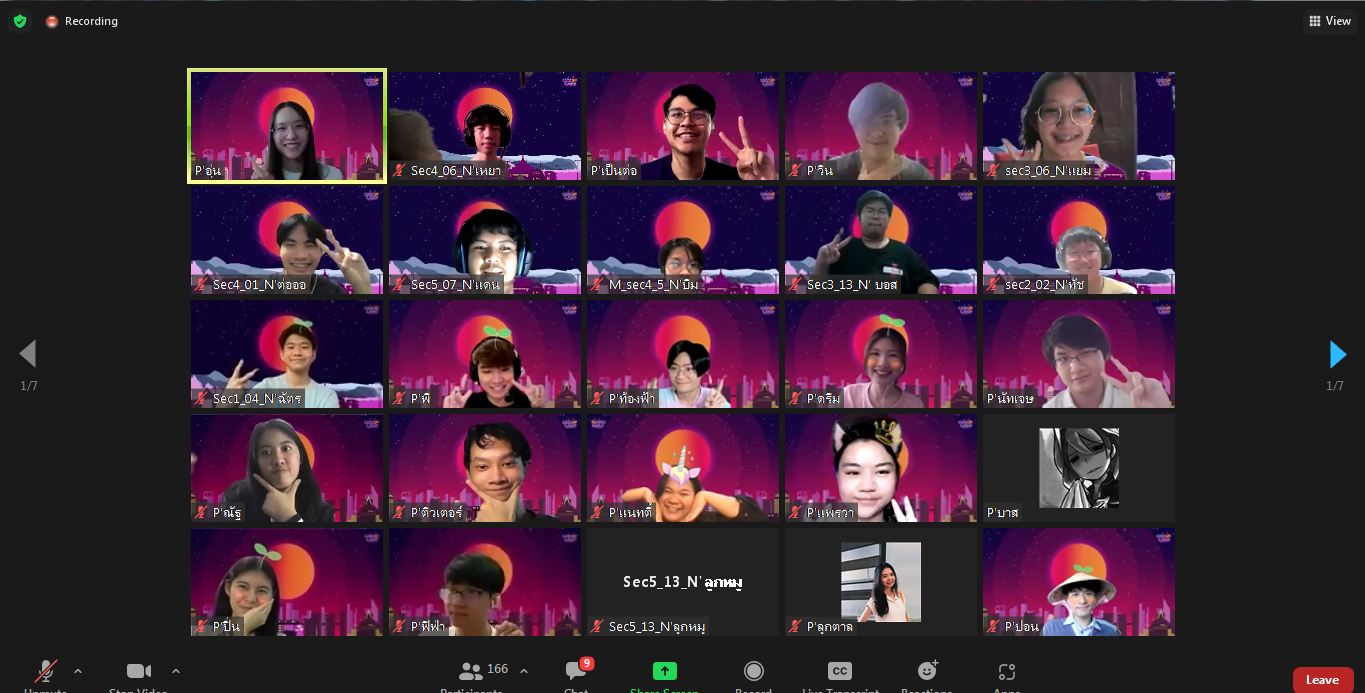 Recording
View
P'อุ่น
Sec4_06_N'เหยา
P'เป็นต่อ
P'วิน
sec3_06_N'แยม
Sec4_01_N'ต่อออ
Sec5_07_N'แดน
M_sec4_5_N'บีม
Sec3_13_N' บอส
sec2_02_N'ทัช
1/7
1/7
Sec1_04_N'ฉัตร
P'พี
P'ท้องฟ้า
P'ดรีม
P'นัทเจษ
P'ณัฐ
P'ติวเตอร์
P'แนทตี้
P'แพรวา
P'บาส
Sec5_13_N'ลูกหมู
P'ปิ่น
P'ฟีฟ่า
Sec5_13_N'ลูกหมู
P'ลูกตาล
P'ปอน
166
9
CC
Unmute
Stop Video
Participants
Chat
Share Screen
Record
Live Transcript
Reactions
Apps
Leave